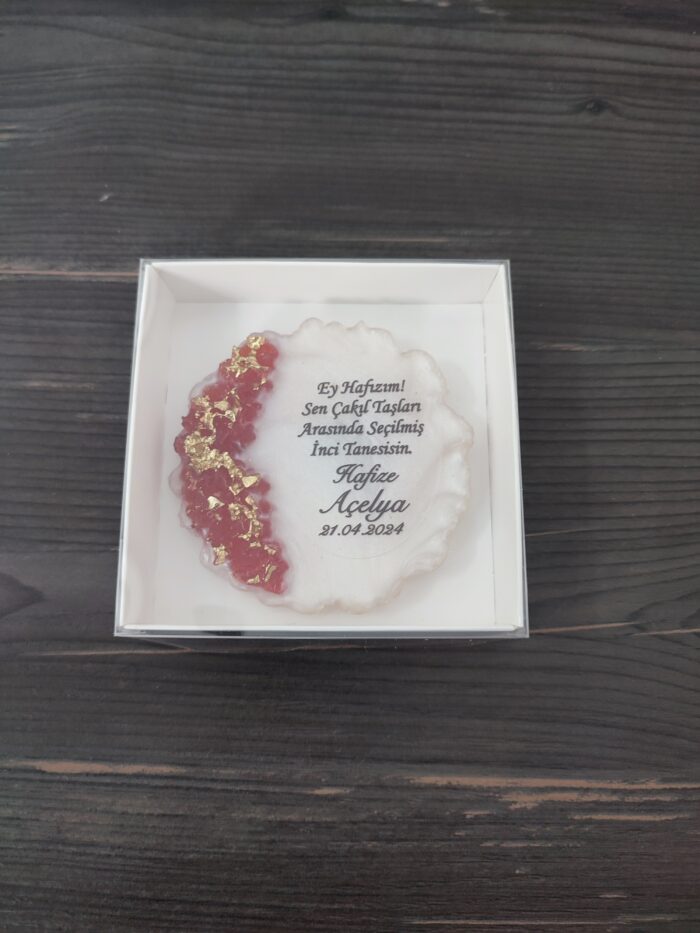 Ey Hafızım!
Sen Çakıl Taşları
Arasında Seçilmiş
İnci Tanesisin.
Hafize
Açelya
21.04.2024